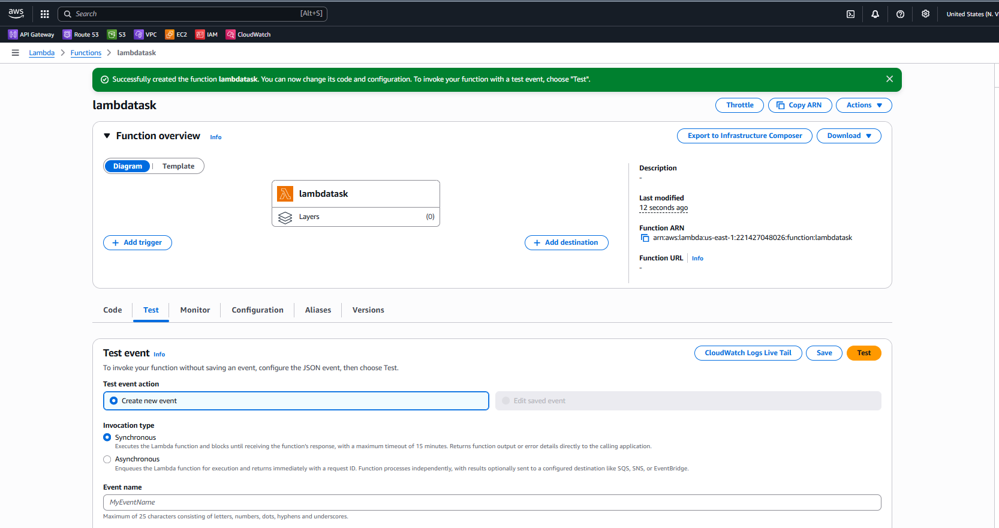 aws
Search [Alt+S]
United States (N. V
API Gateway Route 53 S3 VPC EC2 IAM CloudWatch
Lambda Functions lambdatask
Successfully created the function lambdatask. You can now change its code and configuration. To invoke your function with a test event, choose "Test".
lambdatask
Throttle Copy ARN Actions
Function overview Info
Export to Infrastructure Composer Download
Diagram Template
lambdatask
Layers (0)
Add trigger
Add destination
Description
-
Last modified
12 seconds ago
Function ARN
arn:aws:lambda:us-east-1:221427048026:function:lambdatask
Function URL Info
-
Code Test Monitor Configuration Aliases Versions
Test event Info
CloudWatch Logs Live Tail Save Test
To invoke your function without saving an event, configure the JSON event, then choose Test.
Test event action
Create new event Edit saved event
Invocation type
Synchronous
Executes the Lambda function and blocks until receiving the function's response, with a maximum timeout of 15 minutes. Returns function output or error details directly to the calling application.
Asynchronous
Enqueues the Lambda function for execution and returns immediately with a request ID. Function processes independently, with results optionally sent to a configured destination like SQS, SNS, or EventBridge.
Event name
MyEventName
Maximum of 25 characters consisting of letters, numbers, dots, hyphens and underscores.